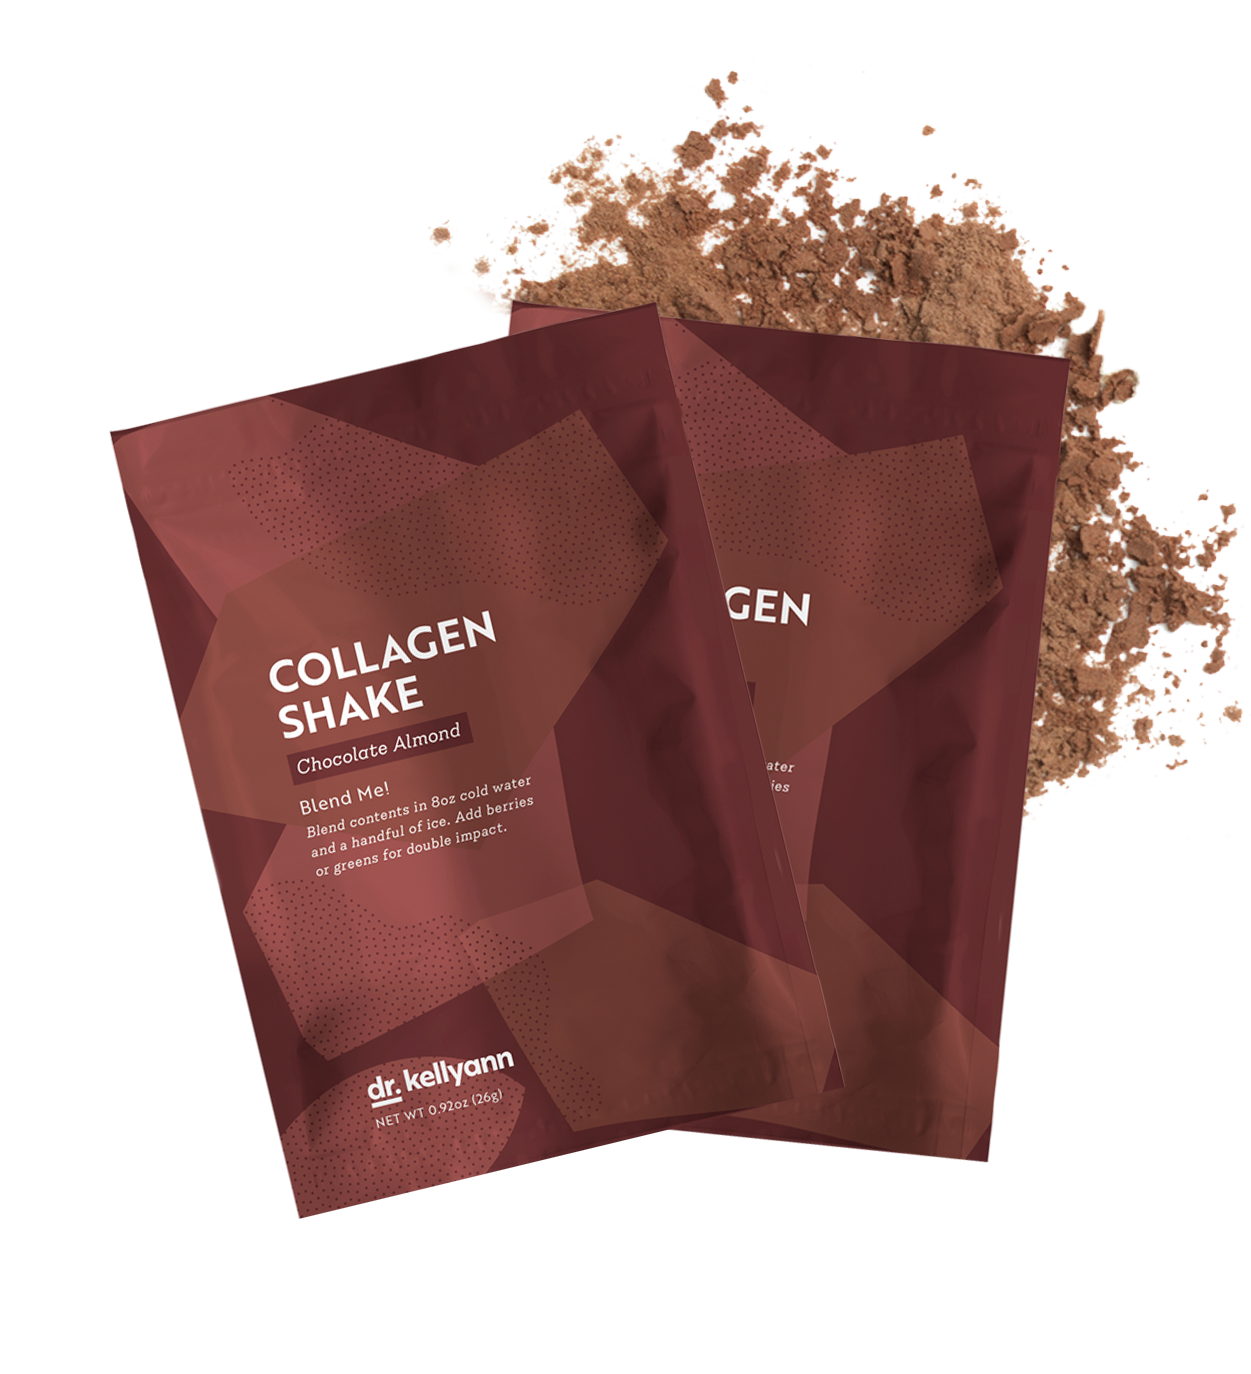 COLLAGEN
SHAKE
Chocolate Almond
Blend Me!
Blend contents in 8oz cold water
and a handful of ice. Add berries
or greens for double impact.
dr. kellyann
NET WT 0.92oz (26g)
GEN
ater
ies